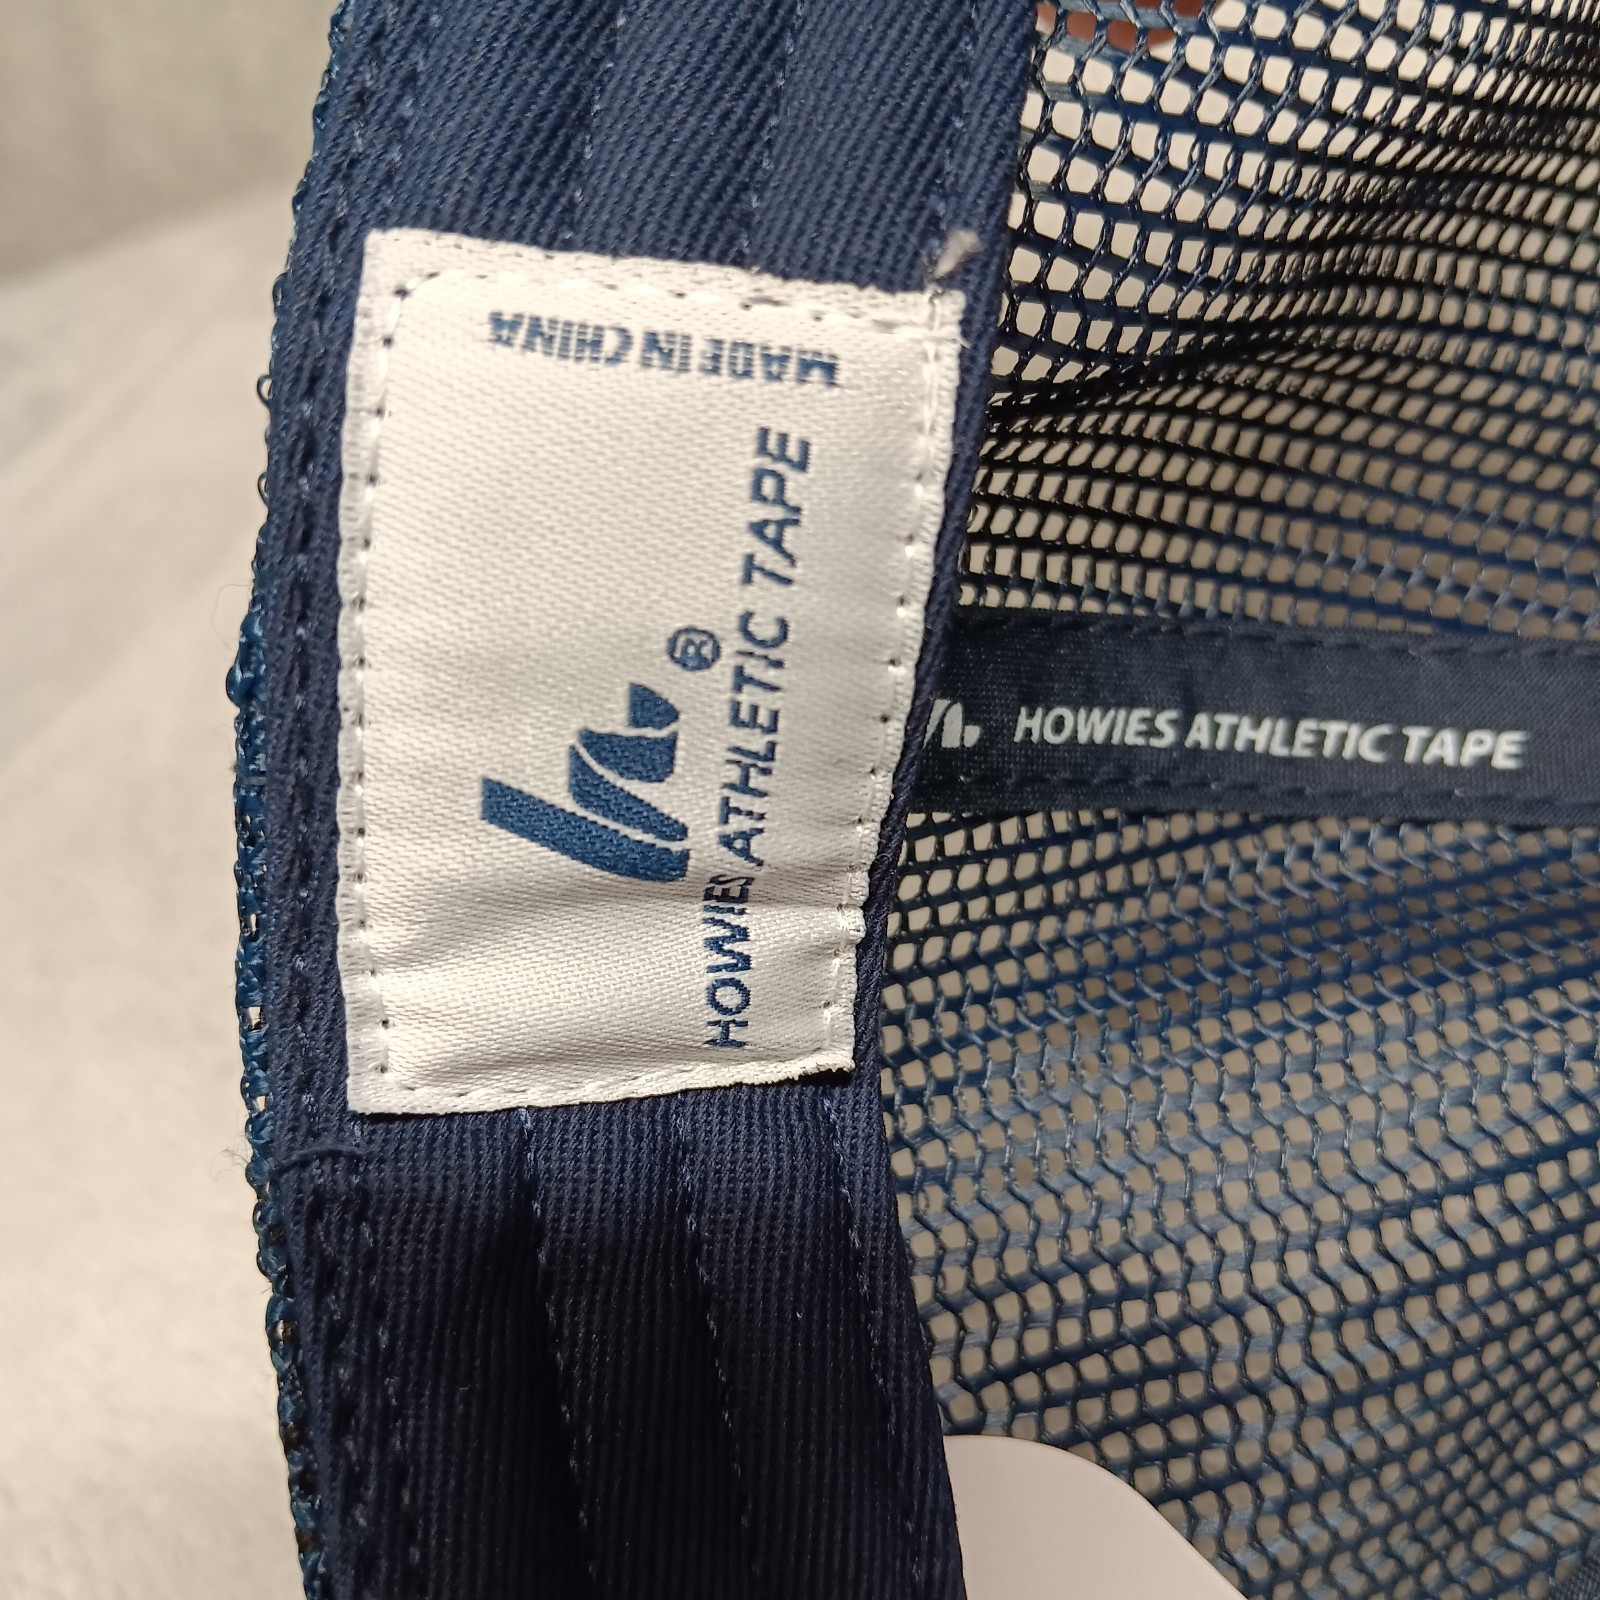 MADE IN CHINA
®
HOWIES ATHLETIC TAPE
HOWIES ATHLETIC TAPE